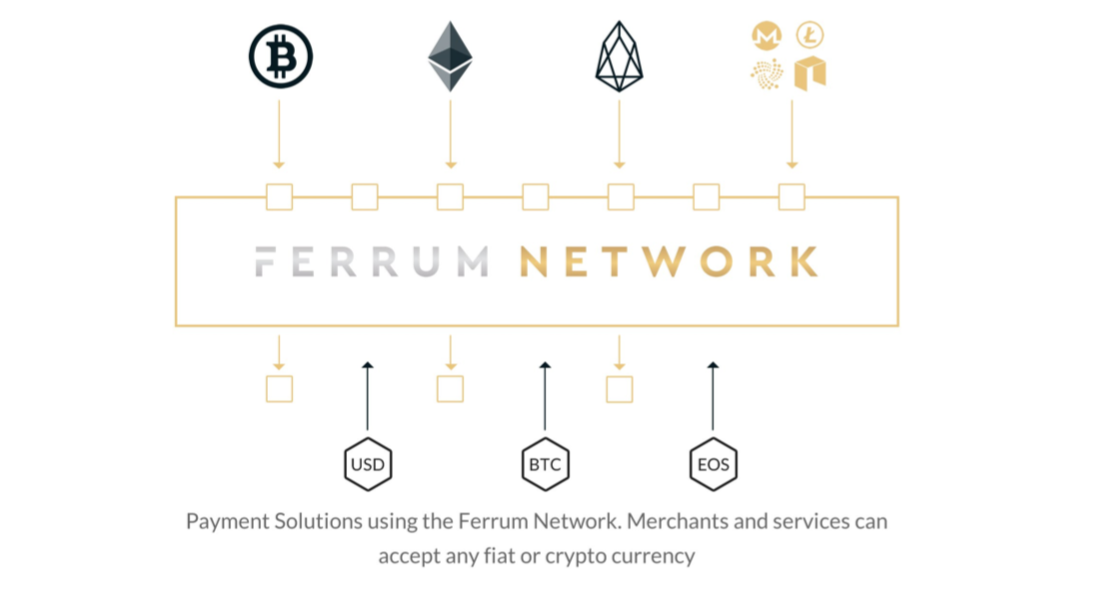 FERRUM NETWORK
USD
BTC
EOS
Payment Solutions using the Ferrum Network. Merchants and services can
accept any fiat or crypto currency